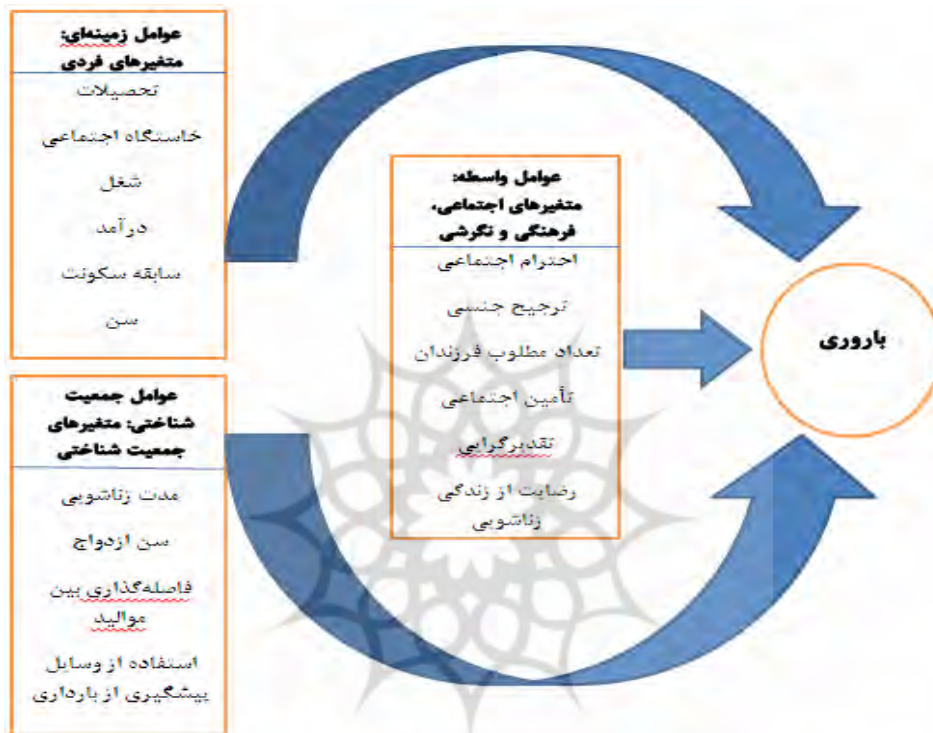 عوامل زمینه‌ای:
متغیرهای فردی
تحصیلات
خاستگاه اجتماعی
شغل
درآمد
سابقه سکونت
سن
عوامل جمعیت
شناختی: متغیرهای
جمعیت شناختی
مدت زناشویی
سن ازدواج
فاصله‌گذاری بین
موالید
استفاده از وسایل
پیشگیری از بارداری
عوامل واسطه:
متغیرهای اجتماعی،
فرهنگی و نگرشی
احترام اجتماعی
ترجیح جنسی
تعداد مطلوب فرزندان
تأمین اجتماعی
تقدیرگرایی
رضایت از زندگی
زناشویی
باروری